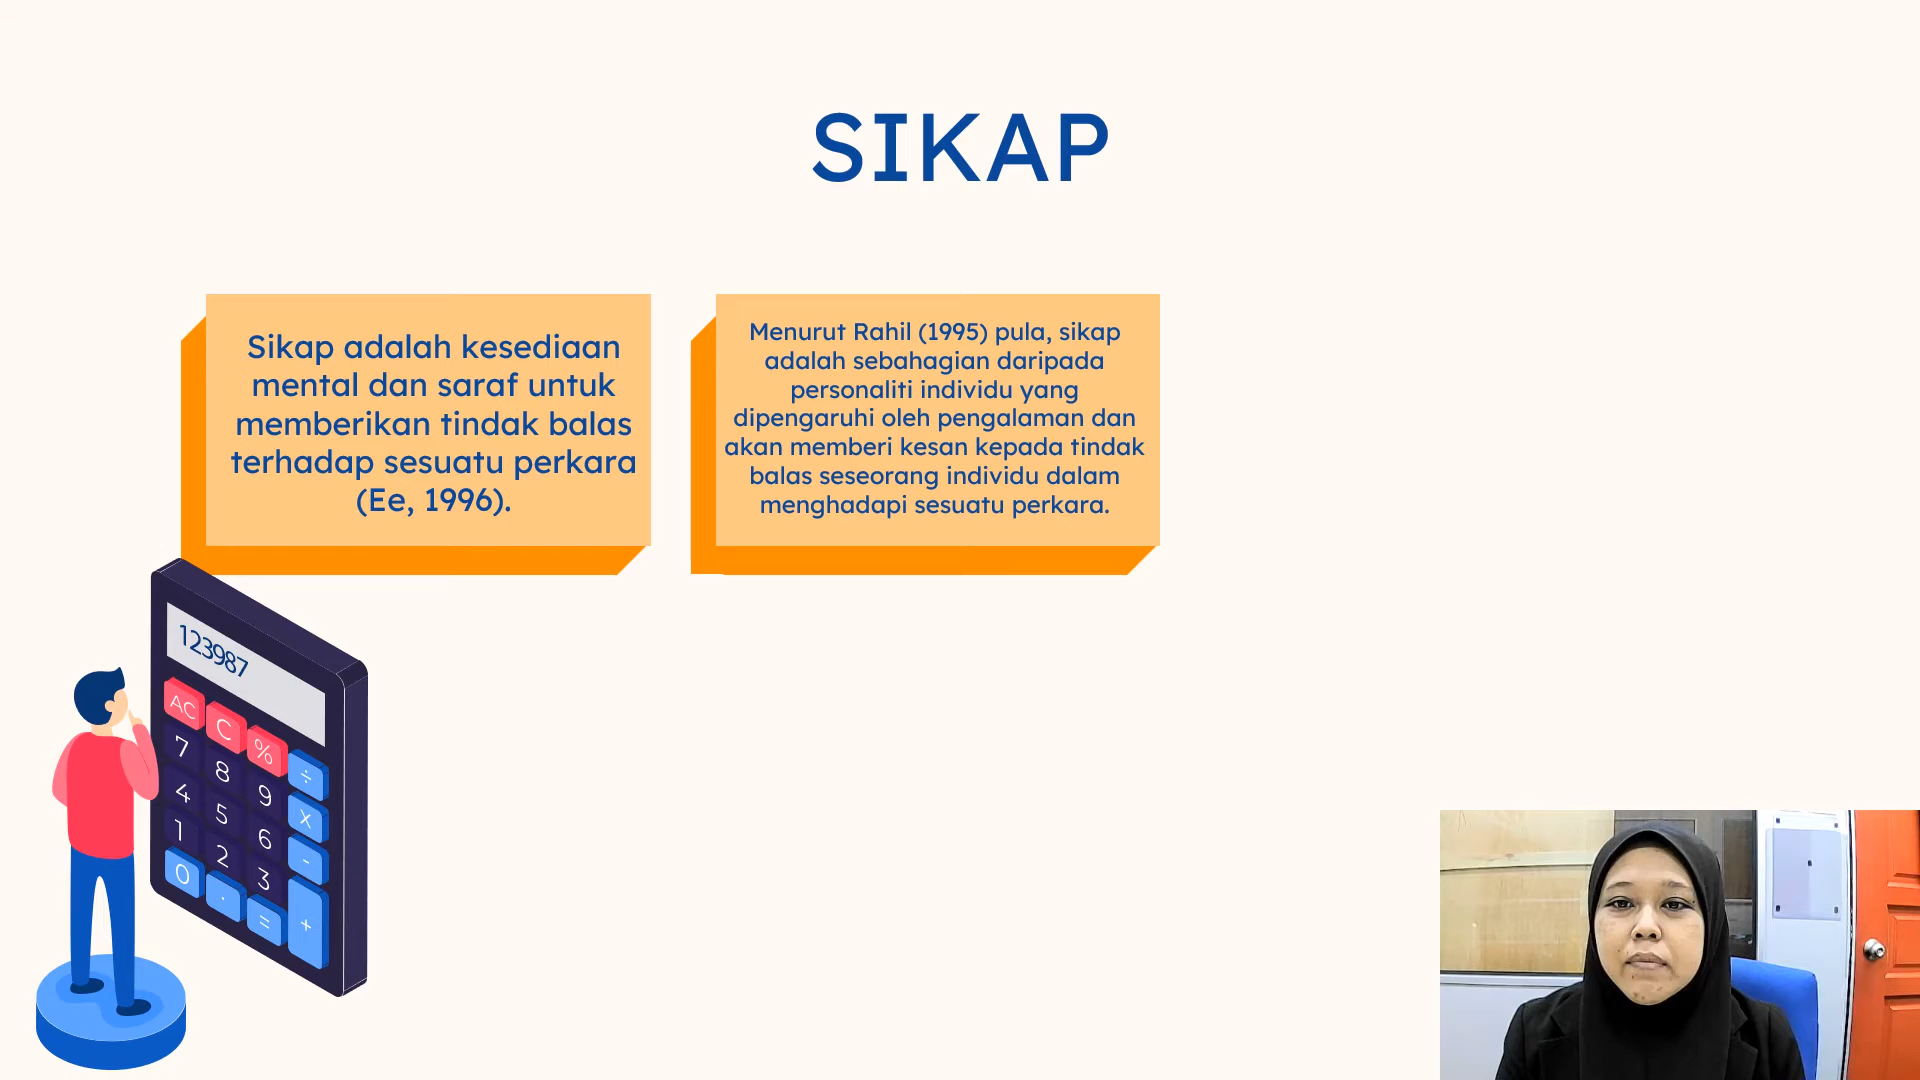 SIKAP
Sikap adalah kesediaan
mental dan saraf untuk
memberikan tindak balas
terhadap sesuatu perkara
(Ee, 1996).
Menurut Rahil (1995) pula, sikap
adalah sebahagian daripada
personaliti individu yang
dipengaruhi oleh pengalaman dan
akan memberi kesan kepada tindak
balas seseorang individu dalam
menghadapi sesuatu perkara.
123987
AC C % ÷
7 8 9 X
4 5 6 -
1 2 3 +
0 . =